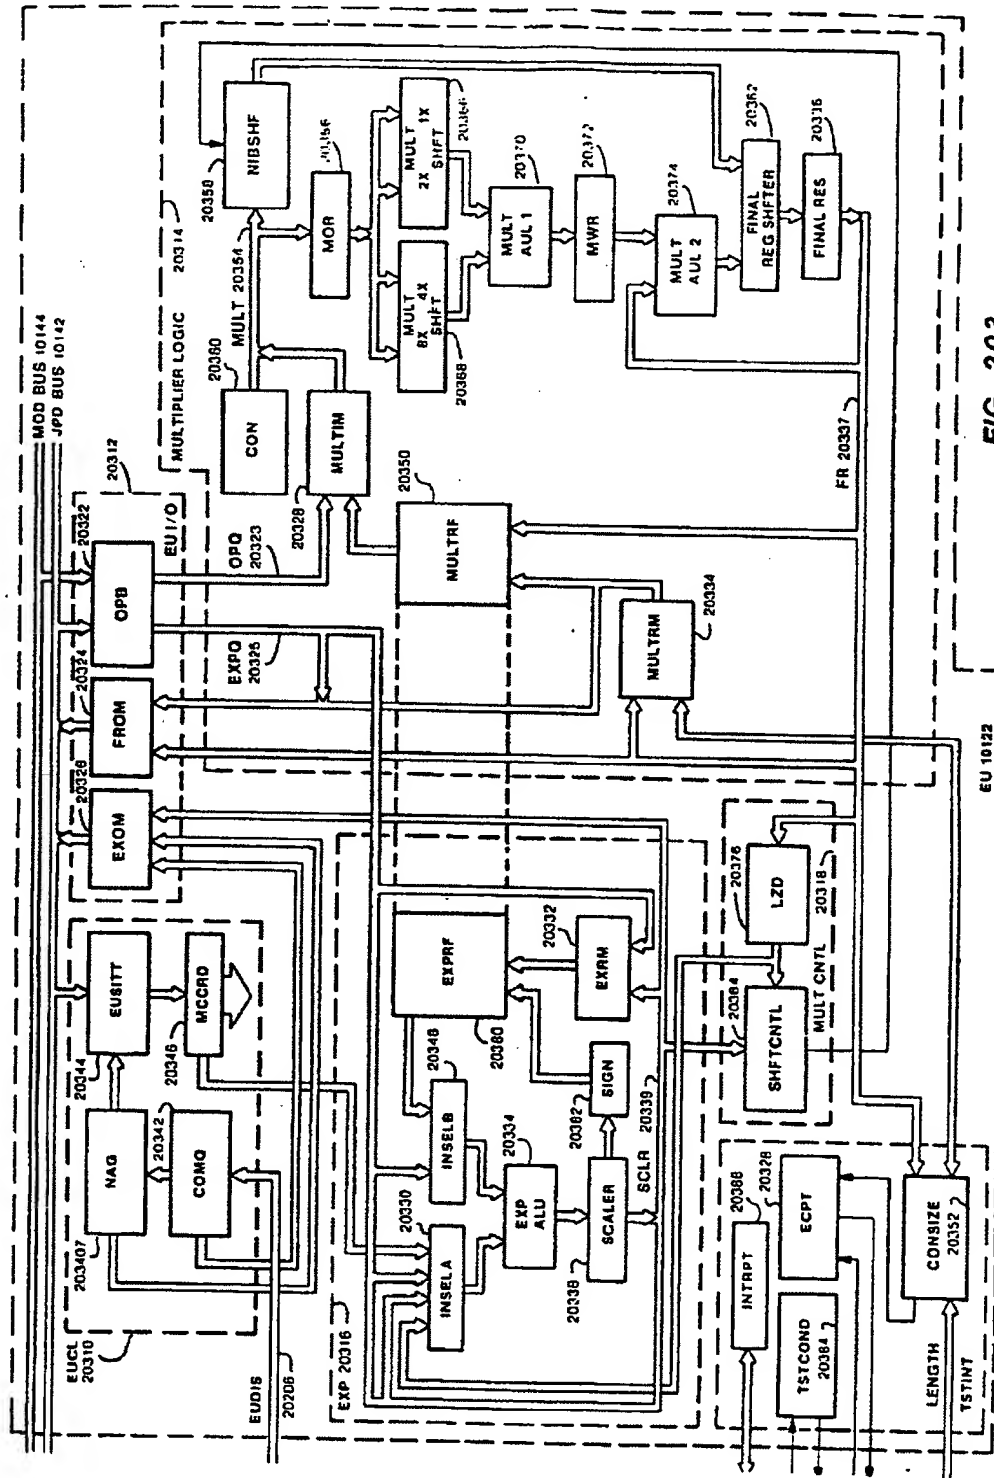 MOD BUS 10144
JPD BUS 10142
20312
EU I/O
20322
OPB
20324
FROM
20326
EXOM
OPQ
20323
EXPQ
20325
20314
MULTIPLIER LOGIC
20358
NIBSHF
MULT 20354
20360
CON
MULTIM
20328
MOR
20356
MULT 1X
2X SHFT
MULT 4X
8X SHFT
20368
MULT
AUL 1
20370
MWR
20372
MULT
AUL 2
20374
FINAL
REG SHFTER
20362
FINAL RES
20336
FR 20337
20350
MULTRF
MULTRM
20334
EUSITT
20344
MCCRD
20346
NAG
203407
COMQ
20342
EUCL
20310
EUDIS
20206
EXP 20316
EXPRF
20380
EXRM
20332
INSELB
20348
INSELA
20330
EXP
ALU
20334
SCALER
20338
SIGN
20382
SCLR
20339
LZD
20376
20318
MULT CNTL
SHFTCNTL
20364
INTRPT
20388
ECPT
20328
TSTCOND
20384
CONSIZE
20352
LENGTH
TSTINT
EU 10122
FIG 203